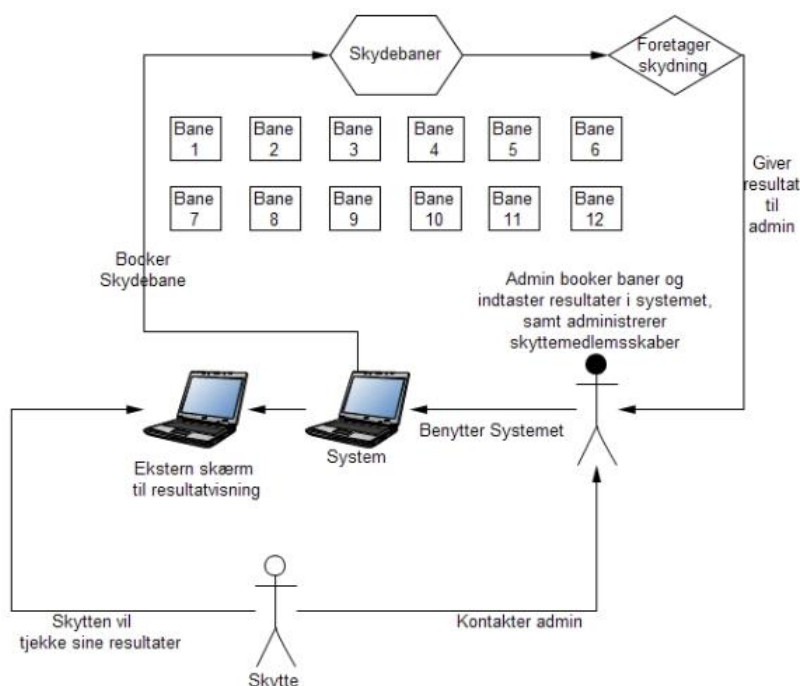 Skydebaner
Foretager
skydning
Bane
1
Bane
2
Bane
3
Bane
4
Bane
5
Bane
6
Bane
7
Bane
8
Bane
9
Bane
10
Bane
11
Bane
12
Giver
resultat
til
admin
Booker
Skydebane
Admin booker baner og
indtaster resultater i systemet,
samt administrerer
skyttemedlemsskaber
Benytter Systemet
System
Ekstern skærm
til resultatvisning
Skytten vil
tjekke sine resultater
Kontakter admin
Skytte